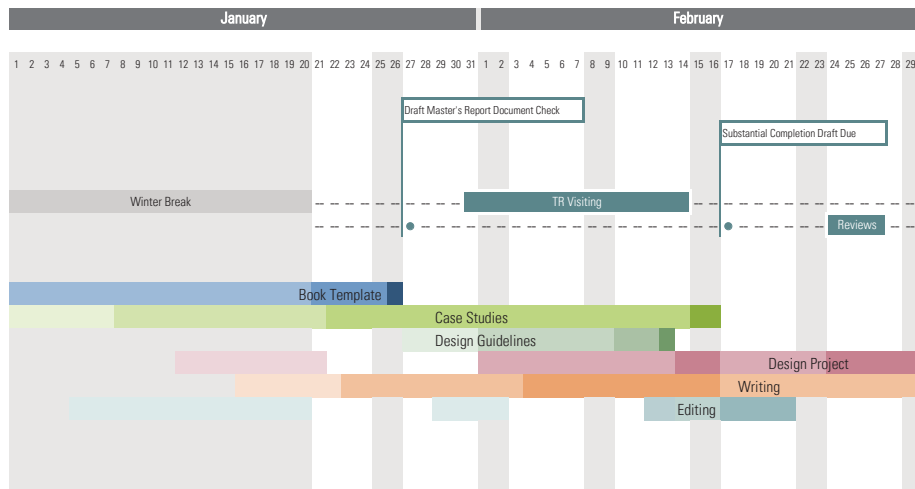 January
February
1 2 3 4 5 6 7 8 9 10 11 12 13 14 15 16 17 18 19 20 21 22 23 24 25 26 27 28 29 30 31 1 2 3 4 5 6 7 8 9 10 11 12 13 14 15 16 17 18 19 20 21 22 23 24 25 26 27 28 29
Draft Master's Report Document Check
Substantial Completion Draft Due
Winter Break
TR Visiting
Reviews
Book Template
Case Studies
Design Guidelines
Design Project
Writing
Editing